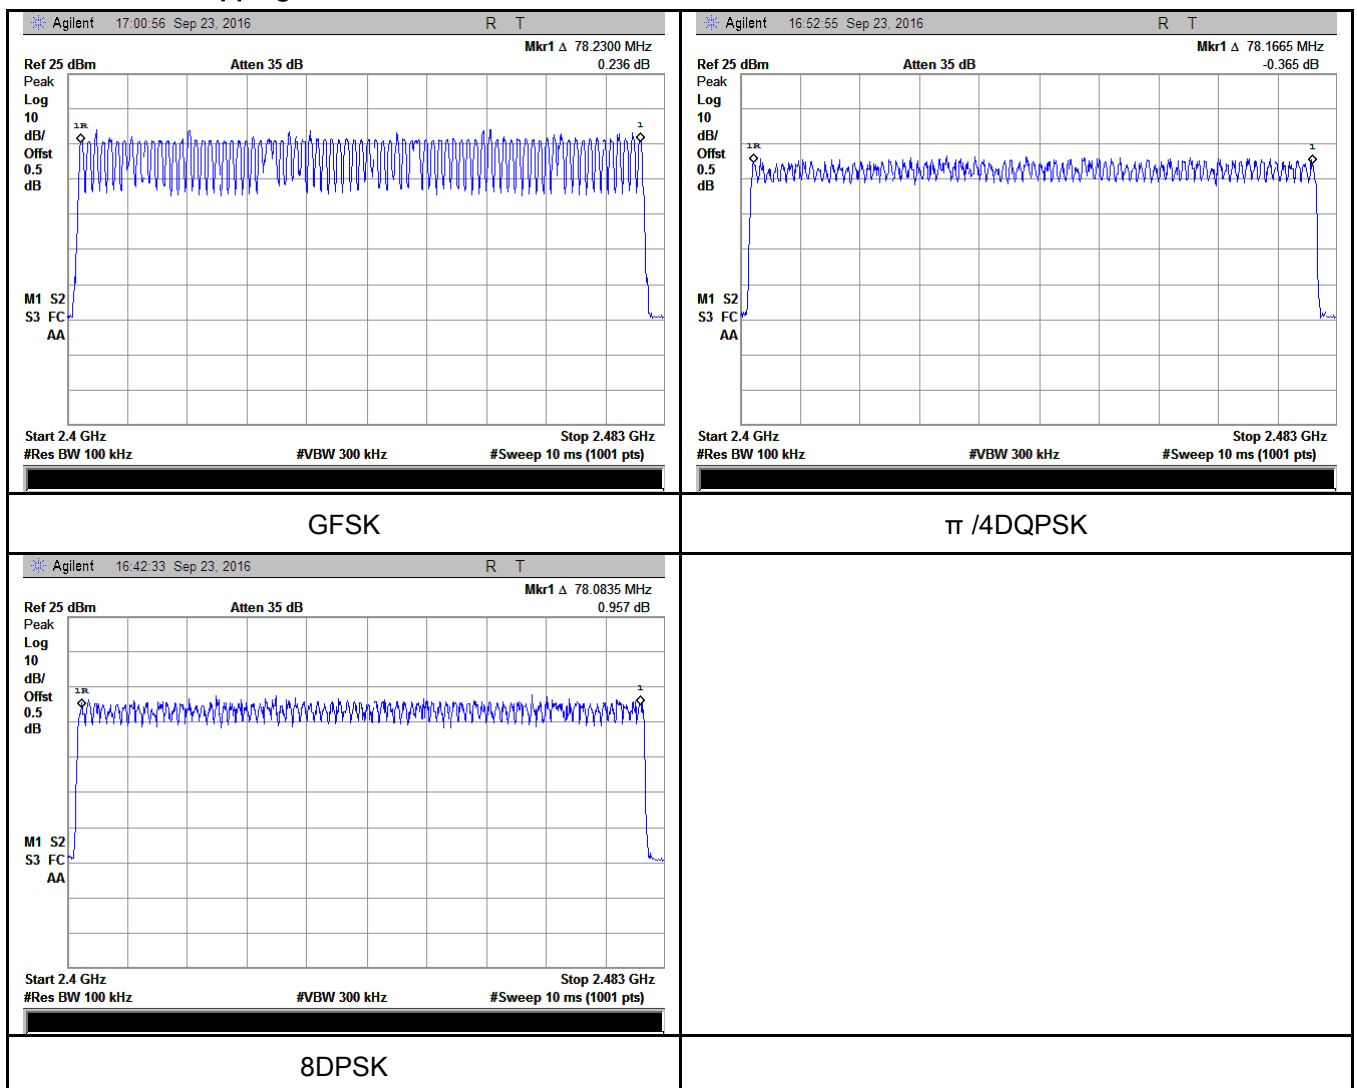 Agilent 17:00:56 Sep 23, 2016 R T
Mkr1 Δ 78.2300 MHz
Ref 25 dBm Atten 35 dB 0.236 dB
Peak
Log
10
dB/
Offst
0.5
dB
1R 1
M1 S2
S3 FC
AA
Start 2.4 GHz Stop 2.483 GHz
#Res BW 100 kHz #VBW 300 kHz #Sweep 10 ms (1001 pts)
GFSK
Agilent 16:52:55 Sep 23, 2016 R T
Mkr1 Δ 78.1665 MHz
Ref 25 dBm Atten 35 dB -0.365 dB
Peak
Log
10
dB/
Offst
0.5
dB
1R 1
M1 S2
S3 FC
AA
Start 2.4 GHz Stop 2.483 GHz
#Res BW 100 kHz #VBW 300 kHz #Sweep 10 ms (1001 pts)
π /4DQPSK
Agilent 16:42:33 Sep 23, 2016 R T
Mkr1 Δ 78.0835 MHz
Ref 25 dBm Atten 35 dB 0.957 dB
Peak
Log
10
dB/
Offst
0.5
dB
1R 1
M1 S2
S3 FC
AA
Start 2.4 GHz Stop 2.483 GHz
#Res BW 100 kHz #VBW 300 kHz #Sweep 10 ms (1001 pts)
8DPSK